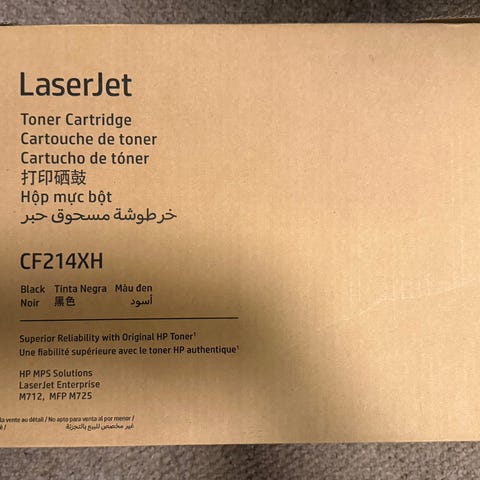 LaserJet
Toner Cartridge
Cartouche de toner
Cartucho de tóner
打印硒鼓
Hộp mực bột
خرطوشة مسحوق حبر
CF214XH
Black Tinta Negra Màu đen
Noir 黑色 أسود
Superior Reliability with Original HP Toner¹
Une fiabilité supérieure avec le toner HP authentique¹
HP MPS Solutions
LaserJet Enterprise
M712, MFP M725
la vente au détail / No apto para venta al por menor /
غير مخصص للبيع بالتجزئة /